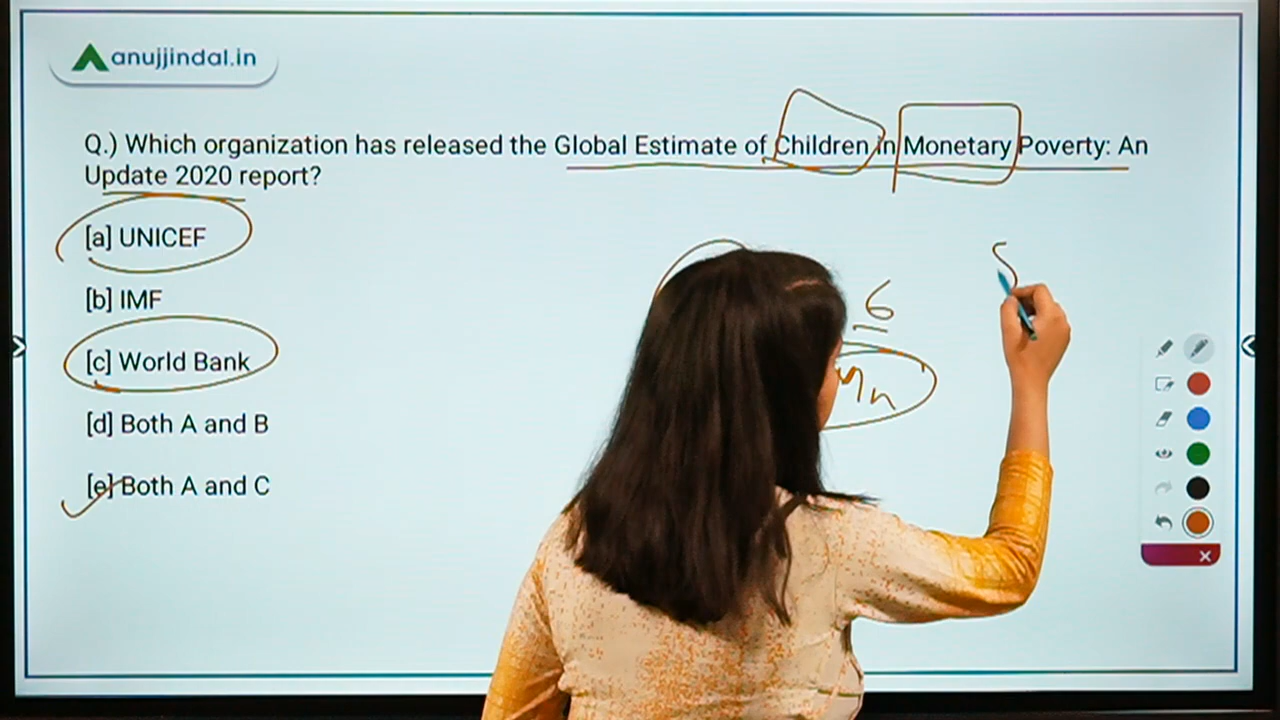 anujjindal.in
Q.) Which organization has released the Global Estimate of Children in Monetary Poverty: An
Update 2020 report?
[a] UNICEF
[b] IMF
[c] World Bank
[d] Both A and B
[e] Both A and C
6
Mn